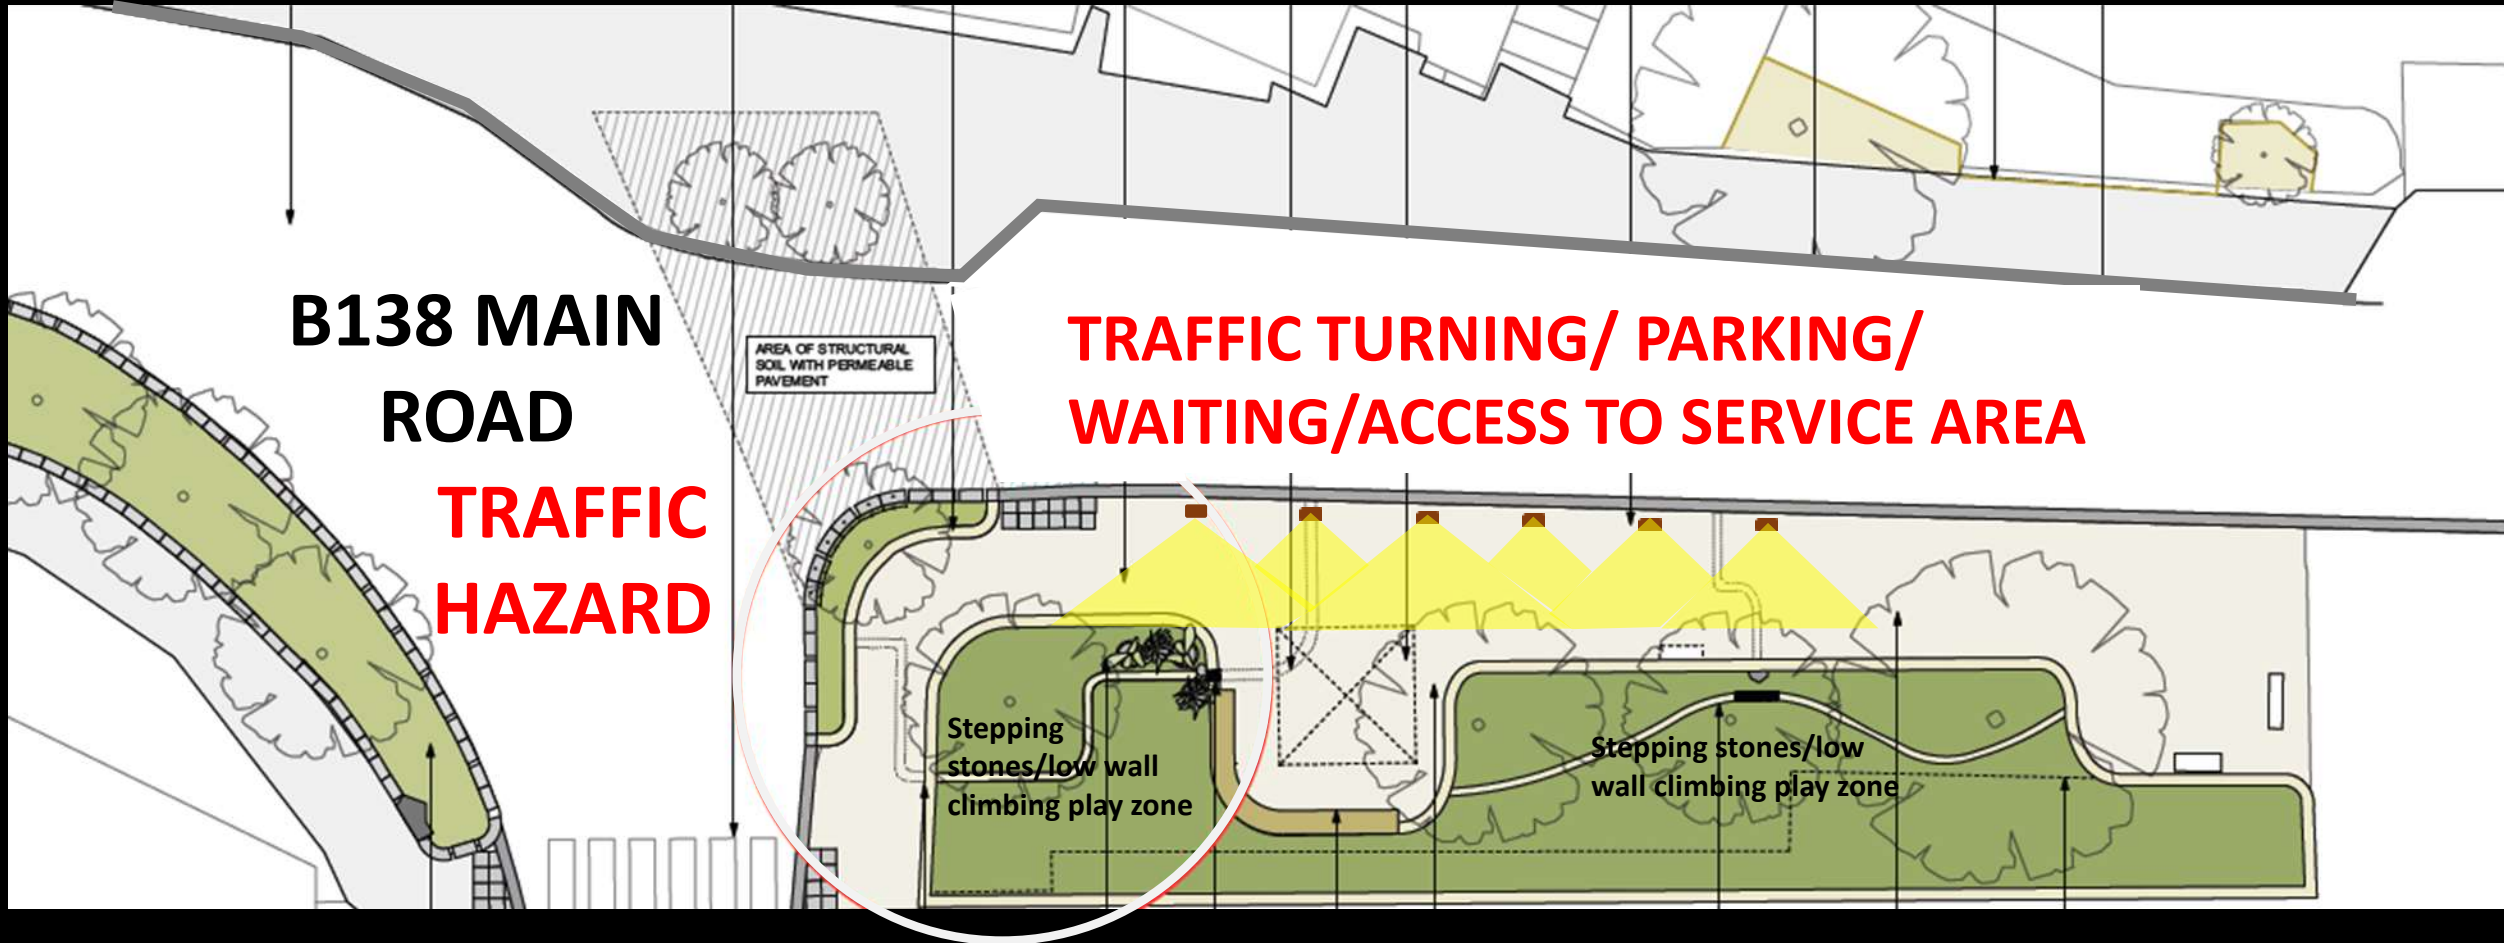 B138 MAIN
ROAD
TRAFFIC
HAZARD
AREA OF STRUCTURAL
SOIL WITH PERMEABLE
PAVEMENT
TRAFFIC TURNING/ PARKING/
WAITING/ACCESS TO SERVICE AREA
Stepping
stones/low wall
climbing play zone
Stepping stones/low
wall climbing play zone